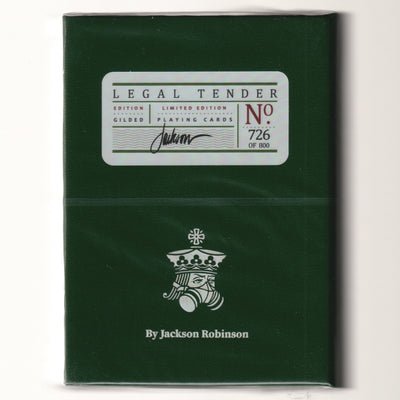 LEGAL TENDER
EDITION LIMITED EDITION
GILDED PLAYING CARDS
Jackson
No.
726
OF 800
By Jackson Robinson